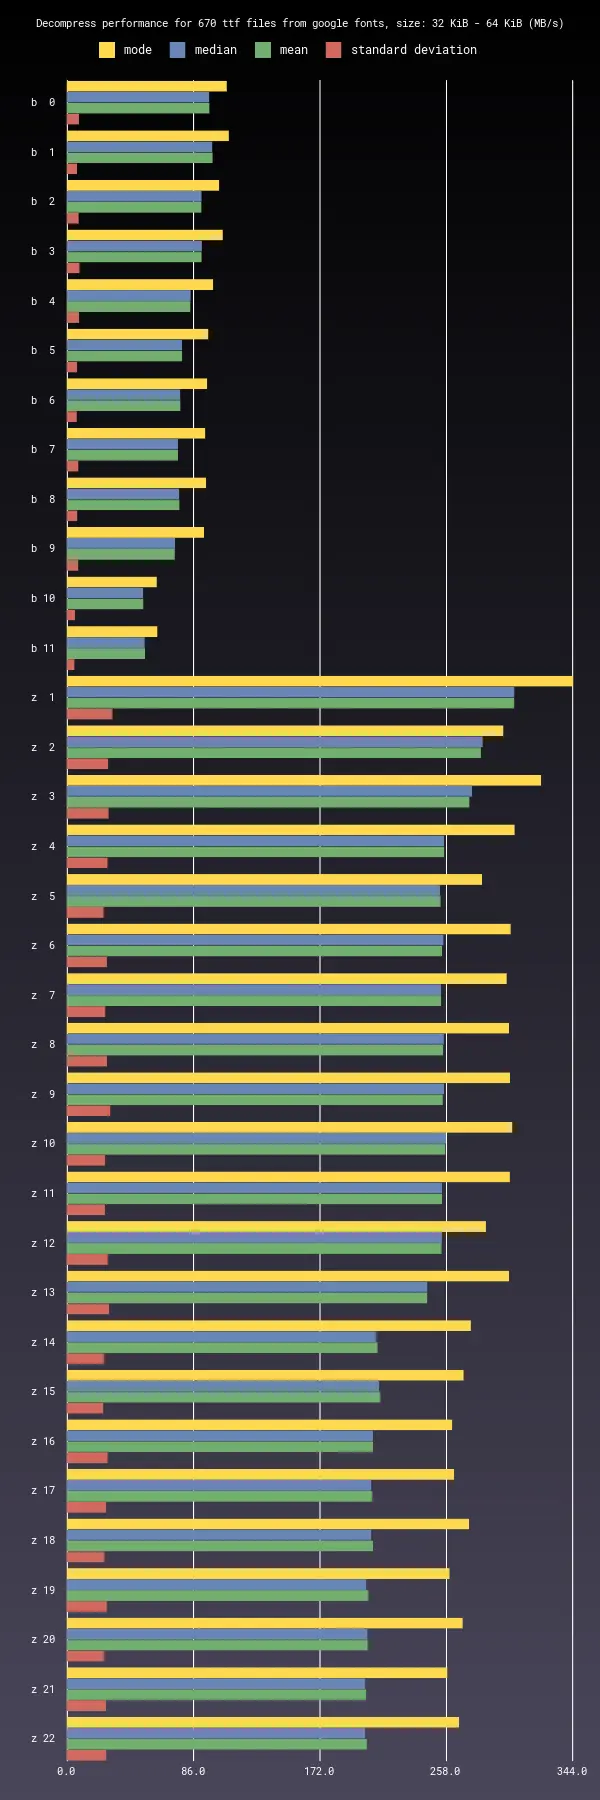 Decompress performance for 670 ttf files from google fonts, size: 32 KiB - 64 KiB (MB/s)
mode median mean standard deviation
b 0
b 1
b 2
b 3
b 4
b 5
b 6
b 7
b 8
b 9
b 10
b 11
z 1
z 2
z 3
z 4
z 5
z 6
z 7
z 8
z 9
z 10
z 11
z 12
z 13
z 14
z 15
z 16
z 17
z 18
z 19
z 20
z 21
z 22
0.0 86.0 172.0 258.0 344.0